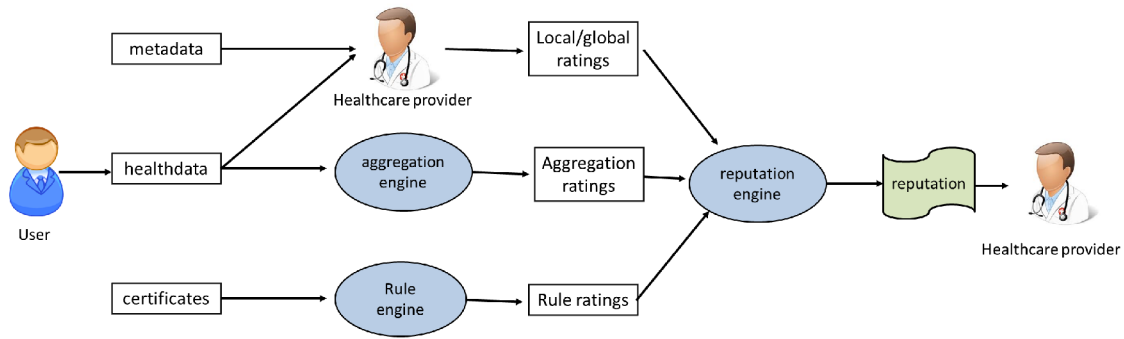 metadata
Healthcare provider
Local/global
ratings
User
healthdata
aggregation
engine
Aggregation
ratings
reputation
engine
reputation
Healthcare provider
certificates
Rule
engine
Rule ratings